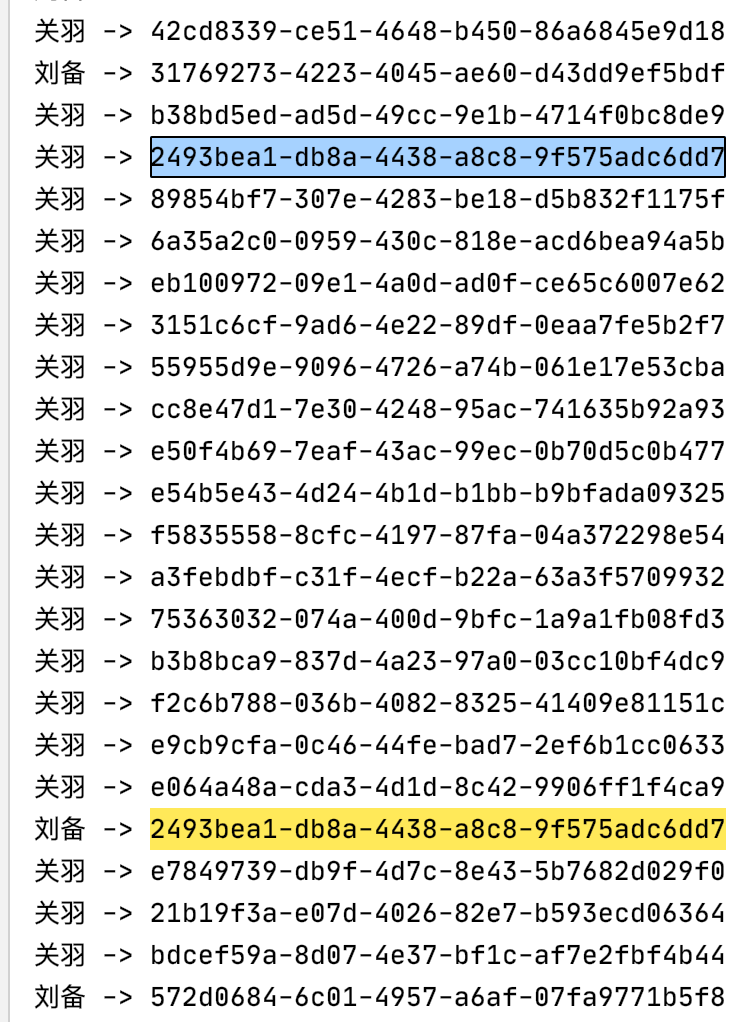 关羽 -> 42cd8339-ce51-4648-b450-86a6845e9d18
刘备 -> 31769273-4223-4045-ae60-d43dd9ef5bdf
关羽 -> b38bd5ed-ad5d-49cc-9e1b-4714f0bc8de9
关羽 -> 2493bea1-db8a-4438-a8c8-9f575adc6dd7
关羽 -> 89854bf7-307e-4283-be18-d5b832f1175f
关羽 -> 6a35a2c0-0959-430c-818e-acd6bea94a5b
关羽 -> eb100972-09e1-4a0d-ad0f-ce65c6007e62
关羽 -> 3151c6cf-9ad6-4e22-89df-0eaa7fe5b2f7
关羽 -> 55955d9e-9096-4726-a74b-061e17e53cba
关羽 -> cc8e47d1-7e30-4248-95ac-741635b92a93
关羽 -> e50f4b69-7eaf-43ac-99ec-0b70d5c0b477
关羽 -> e54b5e43-4d24-4b1d-b1bb-b9bfada09325
关羽 -> f5835558-8cfc-4197-87fa-04a372298e54
关羽 -> a3febdbf-c31f-4ecf-b22a-63a3f5709932
关羽 -> 75363032-074a-400d-9bfc-1a9a1fb08fd3
关羽 -> b3b8bca9-837d-4a23-97a0-03cc10bf4dc9
关羽 -> f2c6b788-036b-4082-8325-41409e81151c
关羽 -> e9cb9cfa-0c46-44fe-bad7-2ef6b1cc0633
关羽 -> e064a48a-cda3-4d1d-8c42-9906ff1f4ca9
刘备 -> 2493bea1-db8a-4438-a8c8-9f575adc6dd7
关羽 -> e7849739-db9f-4d7c-8e43-5b7682d029f0
关羽 -> 21b19f3a-e07d-4026-82e7-b593ecd06364
关羽 -> bdcef59a-8d07-4e37-bf1c-af7e2fbf4b44
刘备 -> 572d0684-6c01-4957-a6af-07fa9771b5f8